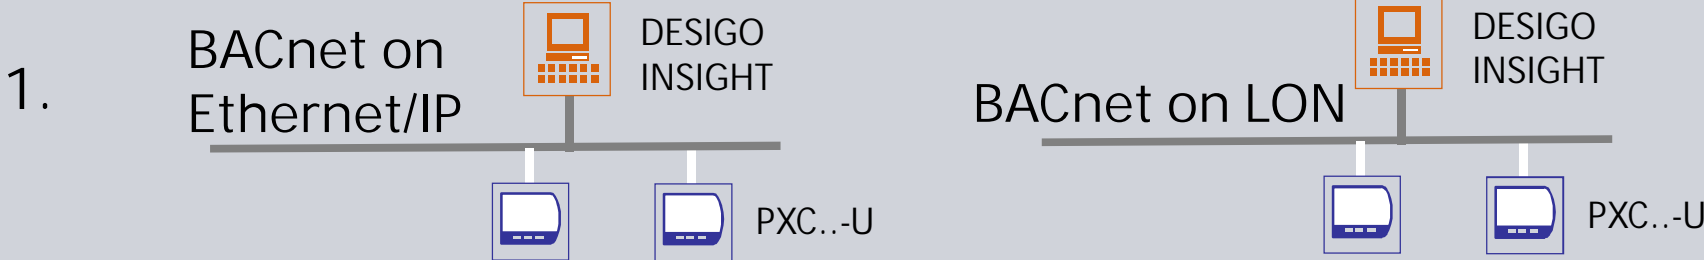 1.
BACnet on
Ethernet/IP
DESIGO
INSIGHT
PXC..-U
BACnet on LON
DESIGO
INSIGHT
PXC..-U